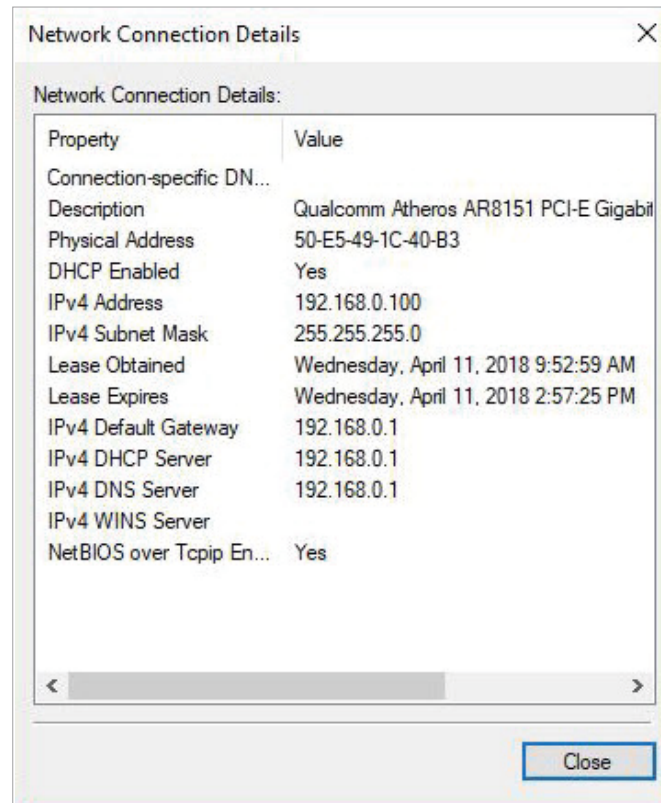 Network Connection Details
Network Connection Details:
Property Value
Connection-specific DN...
Description Qualcomm Atheros AR8151 PCI-E Gigabit
Physical Address 50-E5-49-1C-40-B3
DHCP Enabled Yes
IPv4 Address 192.168.0.100
IPv4 Subnet Mask 255.255.255.0
Lease Obtained Wednesday, April 11, 2018 9:52:59 AM
Lease Expires Wednesday, April 11, 2018 2:57:25 PM
IPv4 Default Gateway 192.168.0.1
IPv4 DHCP Server 192.168.0.1
IPv4 DNS Server 192.168.0.1
IPv4 WINS Server
NetBIOS over Tcpip En... Yes
Close